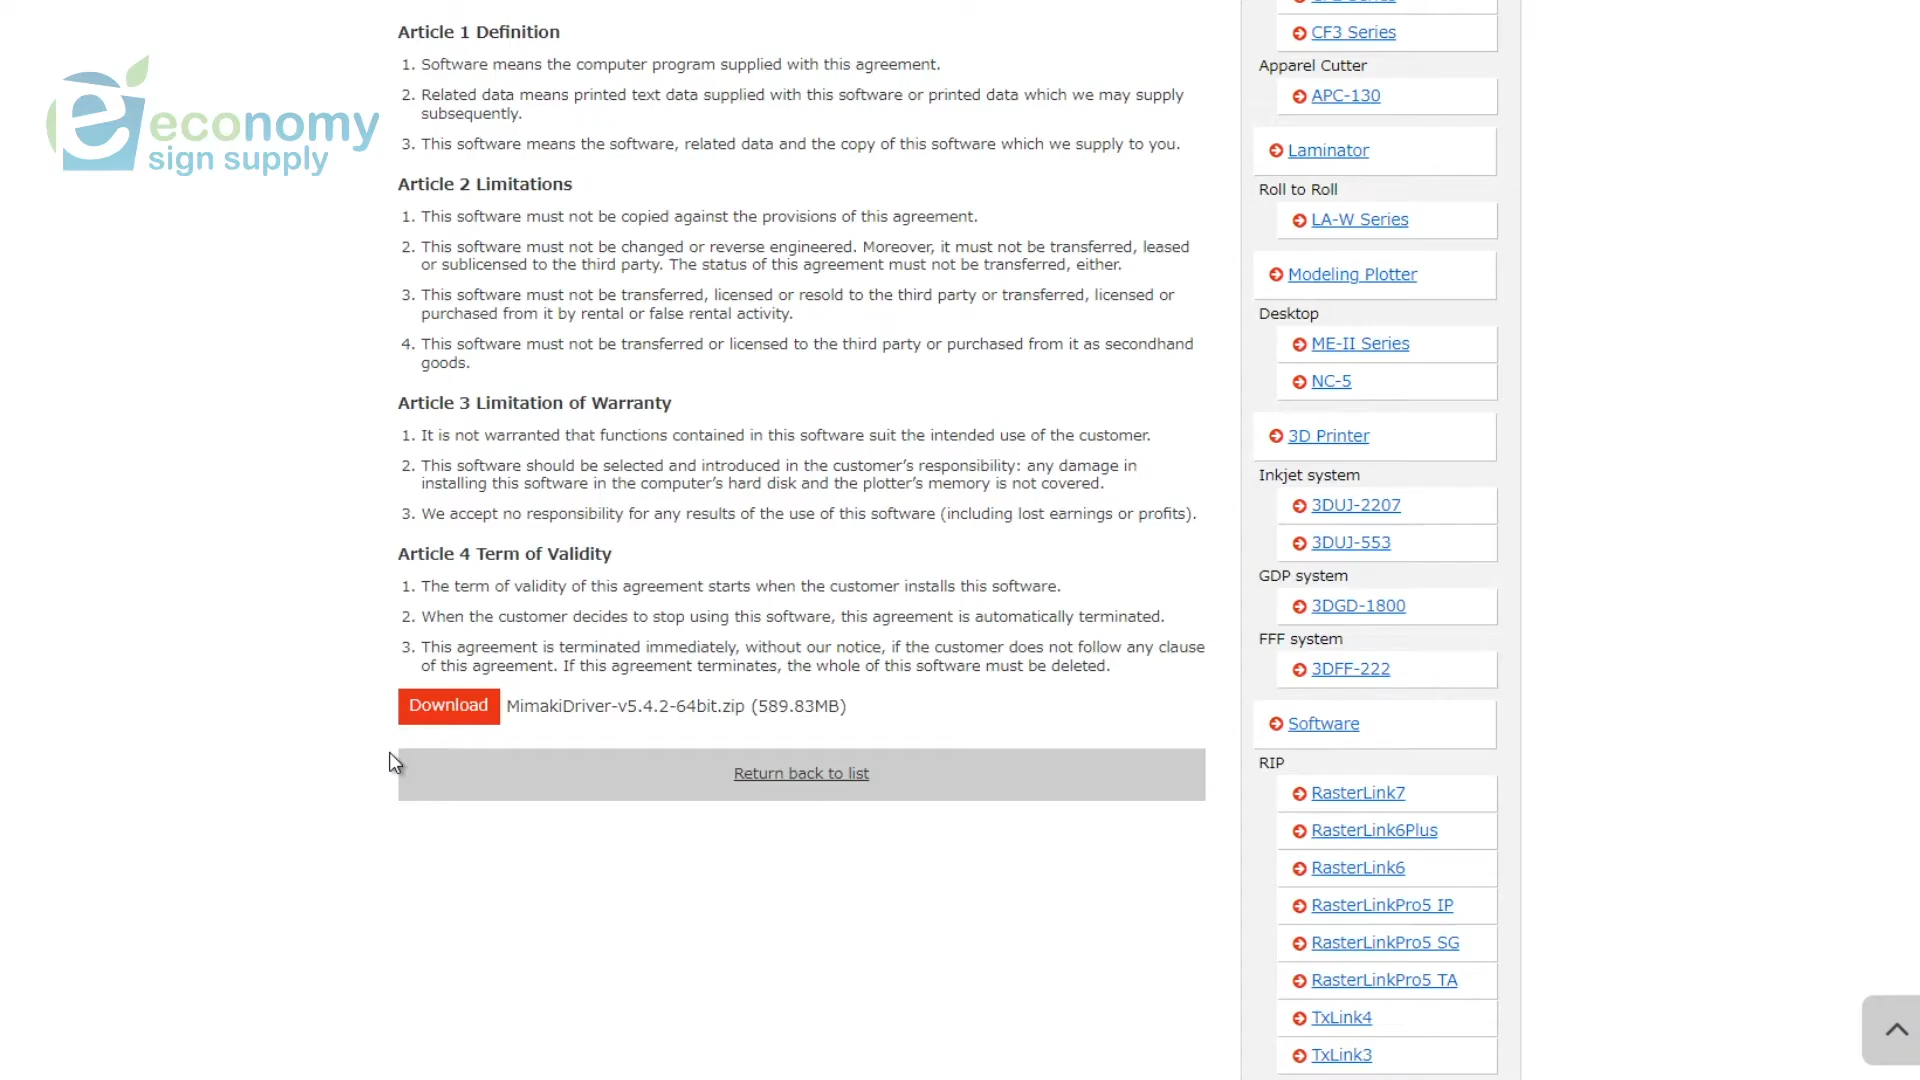 economy
sign supply
Article 1 Definition
1. Software means the computer program supplied with this agreement.
2. Related data means printed text data supplied with this software or printed data which we may supply
subsequently.
3. This software means the software, related data and the copy of this software which we supply to you.
Article 2 Limitations
1. This software must not be copied against the provisions of this agreement.
2. This software must not be changed or reverse engineered. Moreover, it must not be transferred, leased
or sublicensed to the third party. The status of this agreement must not be transferred, either.
3. This software must not be transferred, licensed or resold to the third party or transferred, licensed or
purchased from it by rental or false rental activity.
4. This software must not be transferred or licensed to the third party or purchased from it as secondhand
goods.
Article 3 Limitation of Warranty
1. It is not warranted that functions contained in this software suit the intended use of the customer.
2. This software should be selected and introduced in the customer’s responsibility: any damage in
installing this software in the computer’s hard disk and the plotter’s memory is not covered.
3. We accept no responsibility for any results of the use of this software (including lost earnings or profits).
Article 4 Term of Validity
1. The term of validity of this agreement starts when the customer installs this software.
2. When the customer decides to stop using this software, this agreement is automatically terminated.
3. This agreement is terminated immediately, without our notice, if the customer does not follow any clause
of this agreement. If this agreement terminates, the whole of this software must be deleted.
Download MimakiDriver-v5.4.2-64bit.zip (589.83MB)
Return back to list
CF3 Series
Apparel Cutter
APC-130
Laminator
Roll to Roll
LA-W Series
Modeling Plotter
Desktop
ME-II Series
NC-5
3D Printer
Inkjet system
3DUJ-2207
3DUJ-553
GDP system
3DGD-1800
FFF system
3DFF-222
Software
RIP
RasterLink7
RasterLink6Plus
RasterLink6
RasterLinkPro5 IP
RasterLinkPro5 SG
RasterLinkPro5 TA
TxLink4
TxLink3